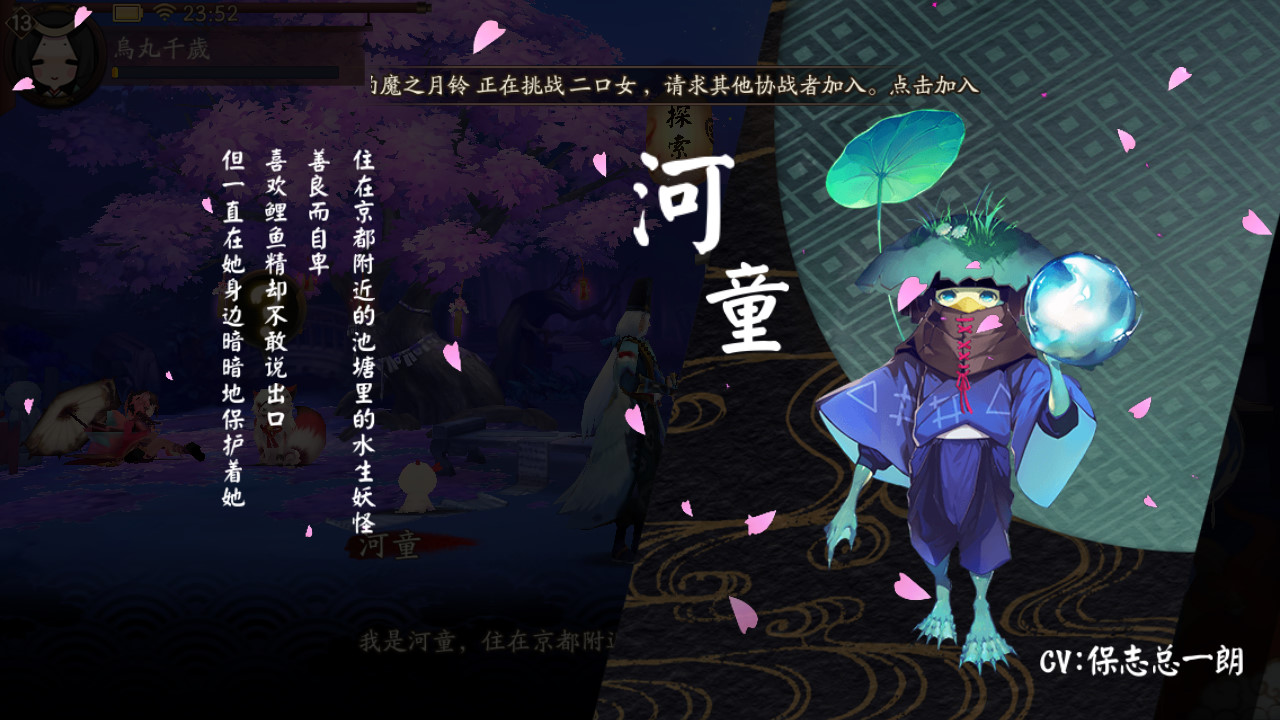 13
23:52
烏丸千歲
魔之月铃 正在挑战 二口女，请求其他协战者加入。点击加入
探索
河童
住在京都附近的池塘里的水生妖怪
善良而自卑
喜欢鲤鱼精却不敢说出口
但一直在她身边暗暗地保护着她
河童
我是河童，住在京都附近
CV:保志总一朗